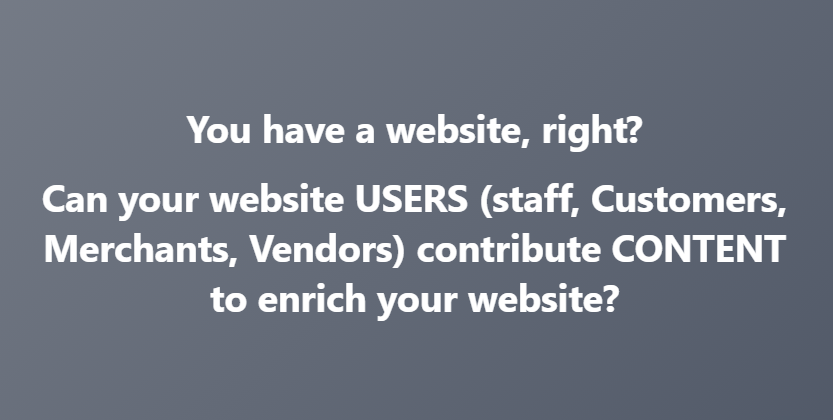 You have a website, right?
Can your website USERS (staff, Customers,
Merchants, Vendors) contribute CONTENT
to enrich your website?